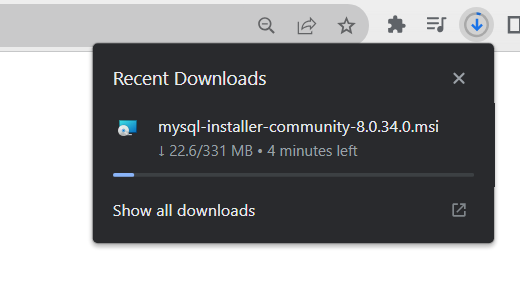 Recent Downloads
mysql-installer-community-8.0.34.0.msi
↓ 22.6/331 MB • 4 minutes left
Show all downloads